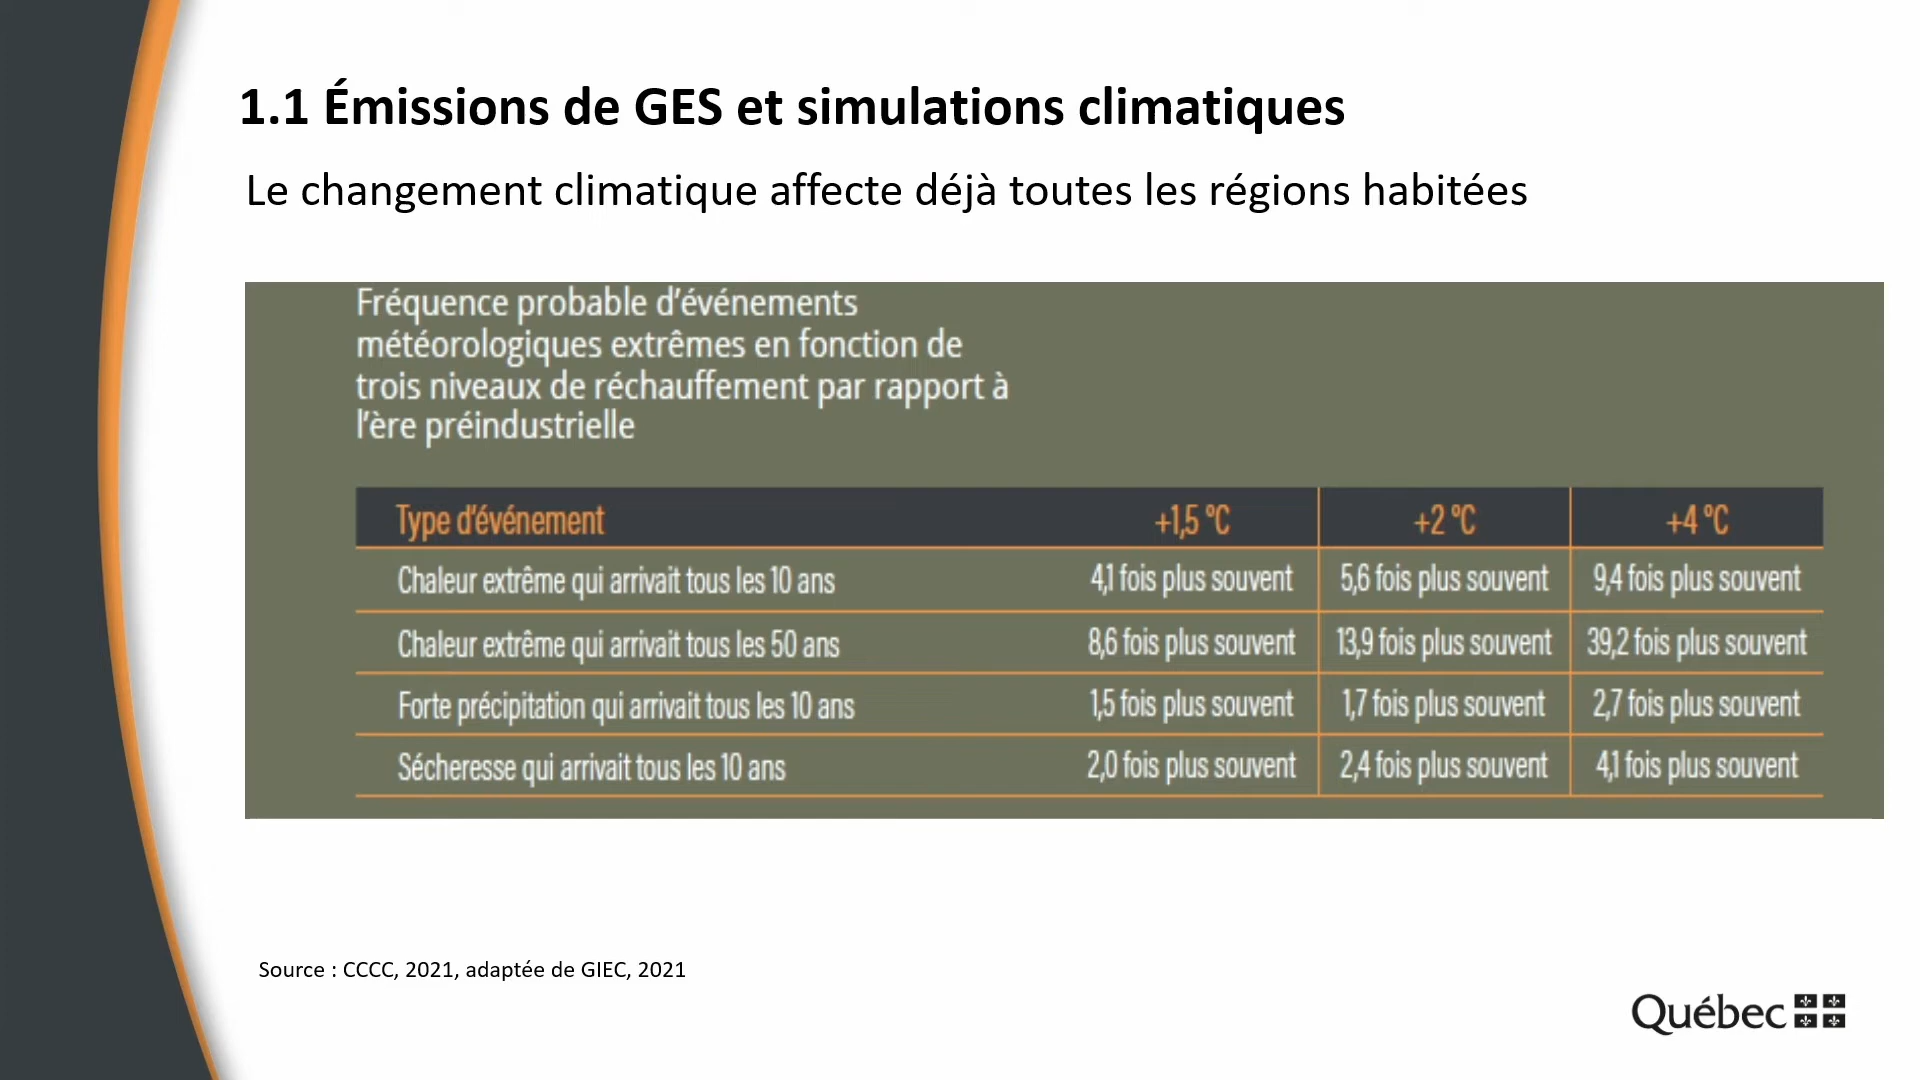 1.1 Émissions de GES et simulations climatiques
Le changement climatique affecte déjà toutes les régions habitées
Fréquence probable d'événements
météorologiques extrêmes en fonction de
trois niveaux de réchauffement par rapport à
l'ère préindustrielle
Type d'événement +1,5 °C +2 °C +4 °C
Chaleur extrême qui arrivait tous les 10 ans 4,1 fois plus souvent 5,6 fois plus souvent 9,4 fois plus souvent
Chaleur extrême qui arrivait tous les 50 ans 8,6 fois plus souvent 13,9 fois plus souvent 39,2 fois plus souvent
Forte précipitation qui arrivait tous les 10 ans 1,5 fois plus souvent 1,7 fois plus souvent 2,7 fois plus souvent
Sécheresse qui arrivait tous les 10 ans 2,0 fois plus souvent 2,4 fois plus souvent 4,1 fois plus souvent
Source : CCCC, 2021, adaptée de GIEC, 2021
Québec